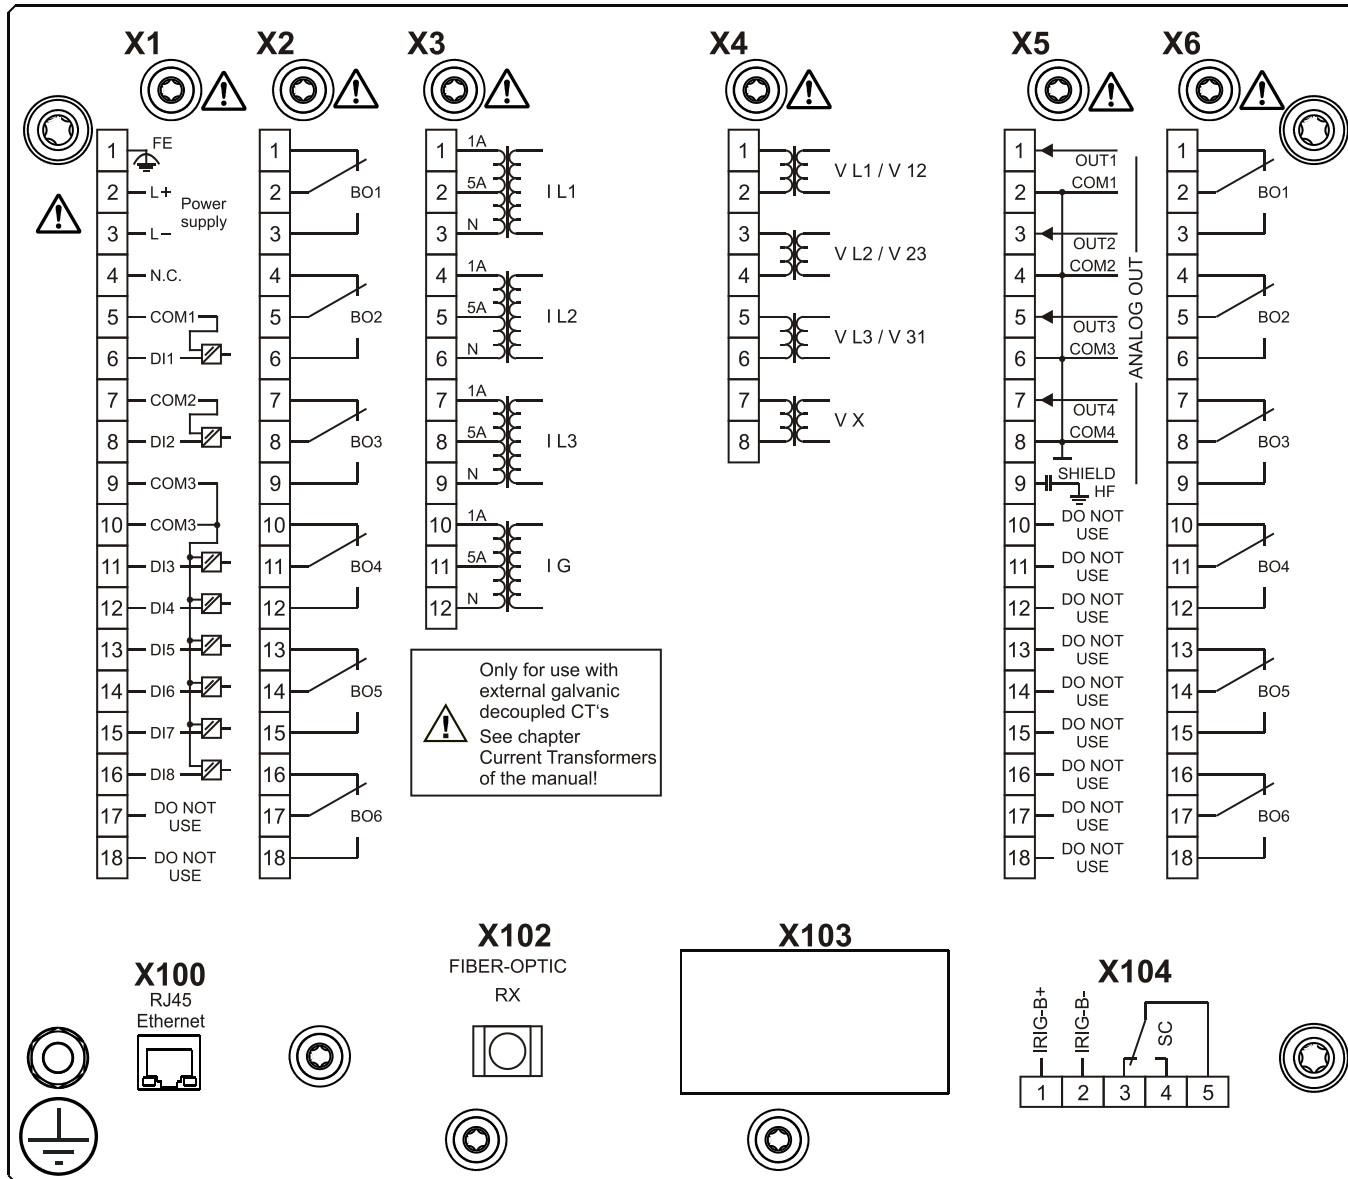 X1
X2
X3
X4
X5
X6
1 FE
2 L+
Power
supply
3 L–
4 N.C.
5 COM1
6 DI1
7 COM2
8 DI2
9 COM3
10 COM3
11 DI3
12 DI4
13 DI5
14 DI6
15 DI7
16 DI8
17 DO NOT
USE
18 DO NOT
USE
1
2 BO1
3
4
5 BO2
6
7
8 BO3
9
10
11 BO4
12
13
14 BO5
15
16
17 BO6
18
1 1A
2 5A I L1
3 N
4 1A
5 5A I L2
6 N
7 1A
8 5A I L3
9 N
10 1A
11 5A I G
12 N
Only for use with
external galvanic
decoupled CT‘s
See chapter
Current Transformers
of the manual!
1
V L1 / V 12
2
3
V L2 / V 23
4
5
V L3 / V 31
6
7
V X
8
1 OUT1
2 COM1
3 OUT2
4 COM2
5 OUT3
6 COM3
7 OUT4
8 COM4
ANALOG OUT
9 SHIELD
HF
10 DO NOT
USE
11 DO NOT
USE
12 DO NOT
USE
13 DO NOT
USE
14 DO NOT
USE
15 DO NOT
USE
16 DO NOT
USE
17 DO NOT
USE
18 DO NOT
USE
1
2 BO1
3
4
5 BO2
6
7
8 BO3
9
10
11 BO4
12
13
14 BO5
15
16
17 BO6
18
X100
RJ45
Ethernet
X102
FIBER-OPTIC
RX
X103
X104
IRIG-B+
IRIG-B-
SC
1 2 3 4 5